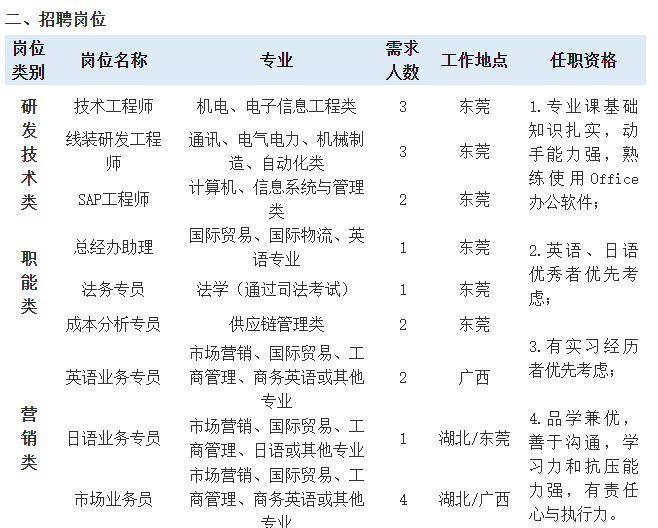 二、招聘岗位
岗位
类别
岗位名称
专业
需求
人数
工作地点
任职资格
研
发
技
术
类
技术工程师
机电、电子信息工程类
3
东莞
线装研发工程
师
通讯、电气电力、机械制
造、自动化类
3
东莞
SAP工程师
计算机、信息系统与管理
类
2
东莞
职
能
类
总经办助理
国际贸易、国际物流、英
语专业
1
东莞
法务专员
法学（通过司法考试）
1
东莞
成本分析专员
供应链管理类
2
东莞
营
销
类
英语业务专员
市场营销、国际贸易、工
商管理、商务英语或其他
专业
2
广西
日语业务专员
市场营销、国际贸易、工
商管理、日语或其他专业
1
湖北/东莞
市场业务员
市场营销、国际贸易、工
商管理、商务英语或其他
专业
4
湖北/广西
1.专业课基础
知识扎实，动
手能力强，熟
练使用Office
办公软件；
2.英语、日语
优秀者优先考
虑；
3.有实习经历
者优先考虑；
4.品学兼优，
善于沟通，学
习力和抗压能
力强，有责任
心与执行力。